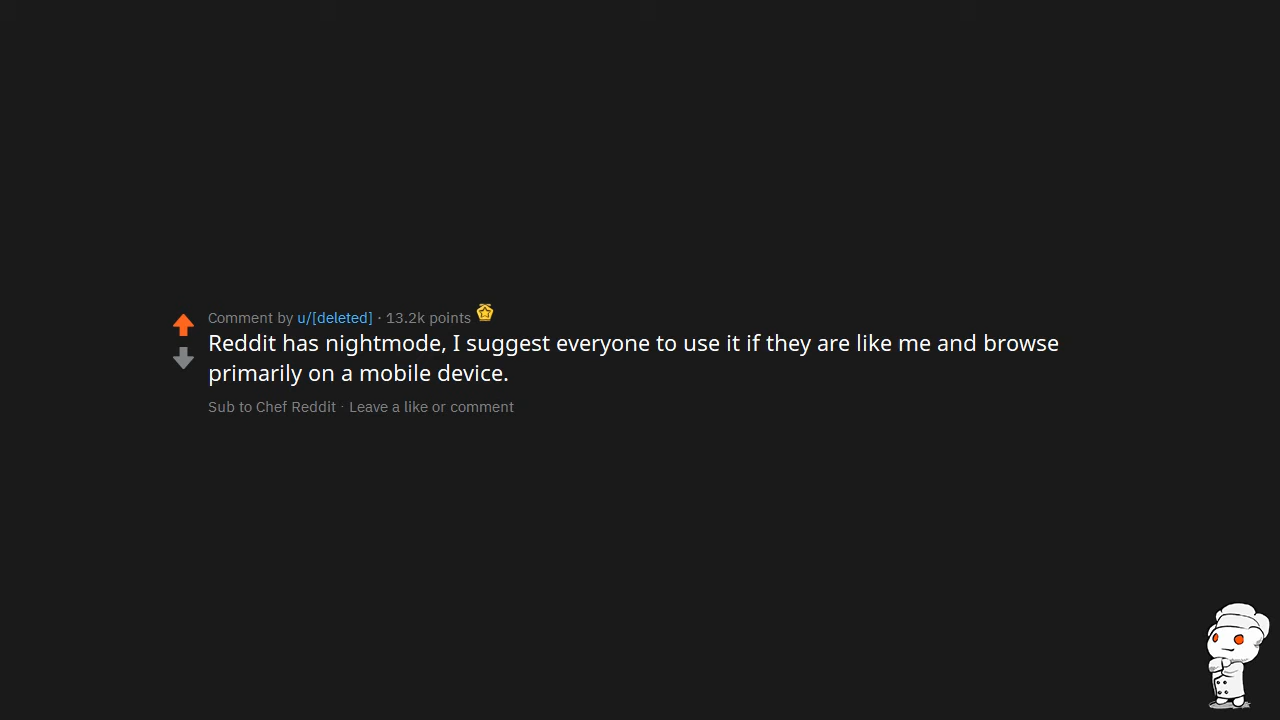 Comment by u/[deleted] · 13.2k points
Reddit has nightmode, I suggest everyone to use it if they are like me and browse
primarily on a mobile device.
Sub to Chef Reddit · Leave a like or comment